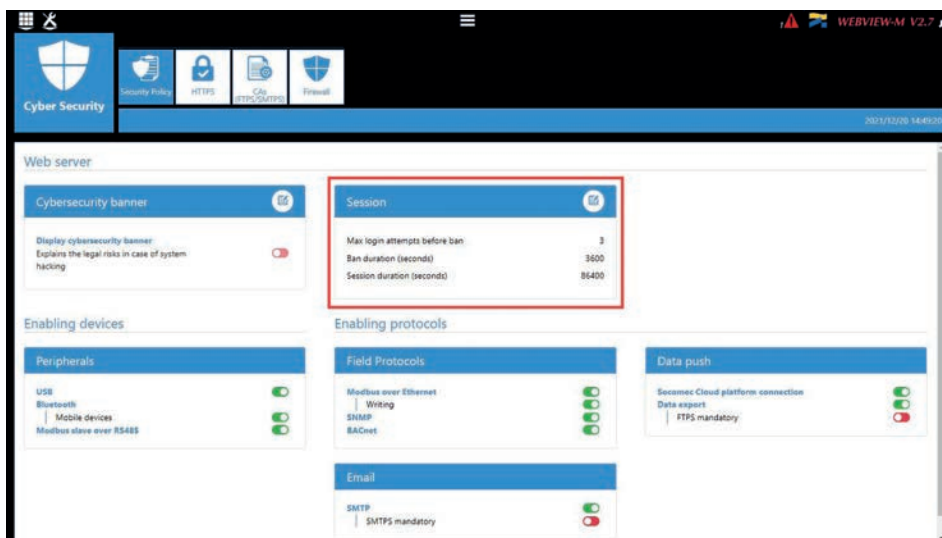 WEBVIEW-M V2.7
Cyber Security
Security Policy
HTTPS
CAs
(FTPS/SMTPS)
Firewall
2021/12/20 14:49:20
Web server
Cybersecurity banner
Display cybersecurity banner
Explains the legal risks in case of system
hacking
Session
Max login attempts before ban 3
Ban duration (seconds) 3600
Session duration (seconds) 86400
Enabling devices
Enabling protocols
Peripherals
USB
Bluetooth
Mobile devices
Modbus slave over RS485
Field Protocols
Modbus over Ethernet
Writing
SNMP
BACnet
Data push
Socomec Cloud platform connection
Data export
FTPS mandatory
Email
SMTP
SMTPS mandatory